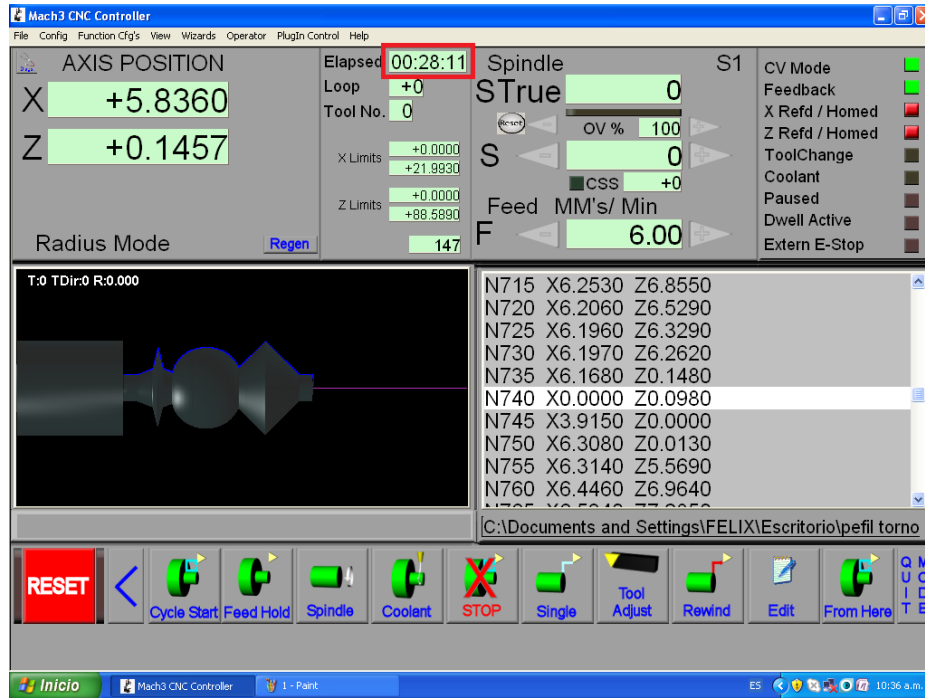 Mach3 CNC Controller
File Config Function Cfg's View Wizards Operator PlugIn Control Help
AXIS POSITION
X +5.8360
Z +0.1457
Radius Mode Regen
Elapsed 00:28:11
Loop +0
Tool No. 0
X Limits +0.0000
+21.9930
Z Limits +0.0000
+88.5890
147
Spindle S1
STrue 0
Reset OV % 100
S 0
CSS +0
Feed MM's/ Min
F 6.00
CV Mode
Feedback
X Refd / Homed
Z Refd / Homed
ToolChange
Coolant
Paused
Dwell Active
Extern E-Stop
T:0 TDir:0 R:0.000
N715 X6.2530 Z6.8550
N720 X6.2060 Z6.5290
N725 X6.1960 Z6.3290
N730 X6.1970 Z6.2620
N735 X6.1680 Z0.1480
N740 X0.0000 Z0.0980
N745 X3.9150 Z0.0000
N750 X6.3080 Z0.0130
N755 X6.3140 Z5.5690
N760 X6.4460 Z6.9640
C:\Documents and Settings\FELIX\Escritorio\pefil torno
RESET
Cycle Start
Feed Hold
Spindle
Coolant
STOP
Single
Tool Adjust
Rewind
Edit
From Here
QUIT
Inicio
Mach3 CNC Controller
1 - Paint
ES
10:36 a.m.